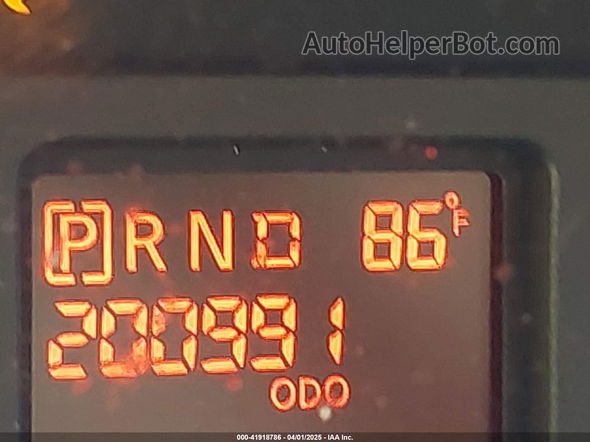 AutoHelperBot.com
[P] R N D 86°F
200991
ODO
000-41918786 - 04/01/2025 - IAA Inc.